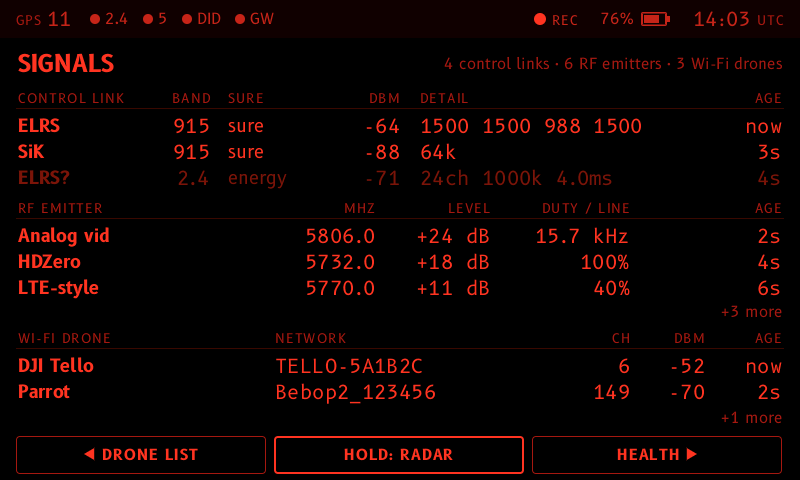 GPS 11 2.4 5 DID GW REC 76% 14:03 UTC
SIGNALS 4 control links · 6 RF emitters · 3 Wi-Fi drones
CONTROL LINK BAND SURE DBM DETAIL AGE
ELRS 915 sure -64 1500 1500 988 1500 now
SiK 915 sure -88 64k 3s
ELRS? 2.4 energy -71 24ch 1000k 4.0ms 4s
RF EMITTER MHZ LEVEL DUTY / LINE AGE
Analog vid 5806.0 +24 dB 15.7 kHz 2s
HDZero 5732.0 +18 dB 100% 4s
LTE-style 5770.0 +11 dB 40% 6s
+3 more
WI-FI DRONE NETWORK CH DBM AGE
DJI Tello TELLO-5A1B2C 6 -52 now
Parrot Bebop2_123456 149 -70 2s
+1 more
◀ DRONE LIST HOLD: RADAR HEALTH ▶